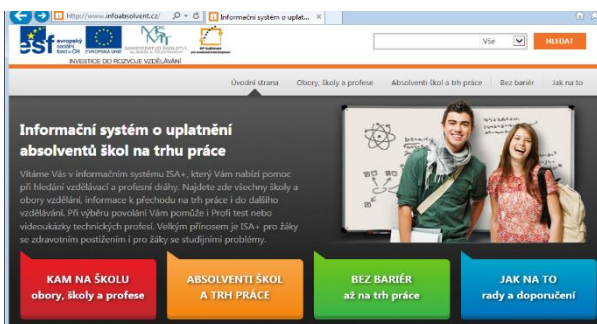 http://www.infoabsolvent.cz/
Informační systém o uplat...
esf evropský sociální fond v ČR
EVROPSKÁ UNIE
MINISTERSTVO ŠKOLSTVÍ,
INVESTICE DO ROZVOJE VZDĚLÁVÁNÍ
Vše
HLEDAT
Úvodní strana Obory, školy a profese Absolventi škol a trh práce Bez bariér Jak na to
Informační systém o uplatnění
absolventů škol na trhu práce
Vítáme Vás v informačním systému ISA+, který Vám nabízí pomoc
při hledání vzdělávací a profesní dráhy. Najdete zde všechny školy a
obory vzdělání, informace k přechodu na trh práce i do dalšího
vzdělávání. Při výběru povolání Vám pomůže i Profi test nebo
videoukázky technických profesí. Velkým přínosem je ISA+ pro žáky
se zdravotním postižením i pro žáky se studijními problémy.
KAM NA ŠKOLU
obory, školy a profese
ABSOLVENTI ŠKOL
A TRH PRÁCE
BEZ BARIÉR
až na trh práce
JAK NA TO
rady a doporučení